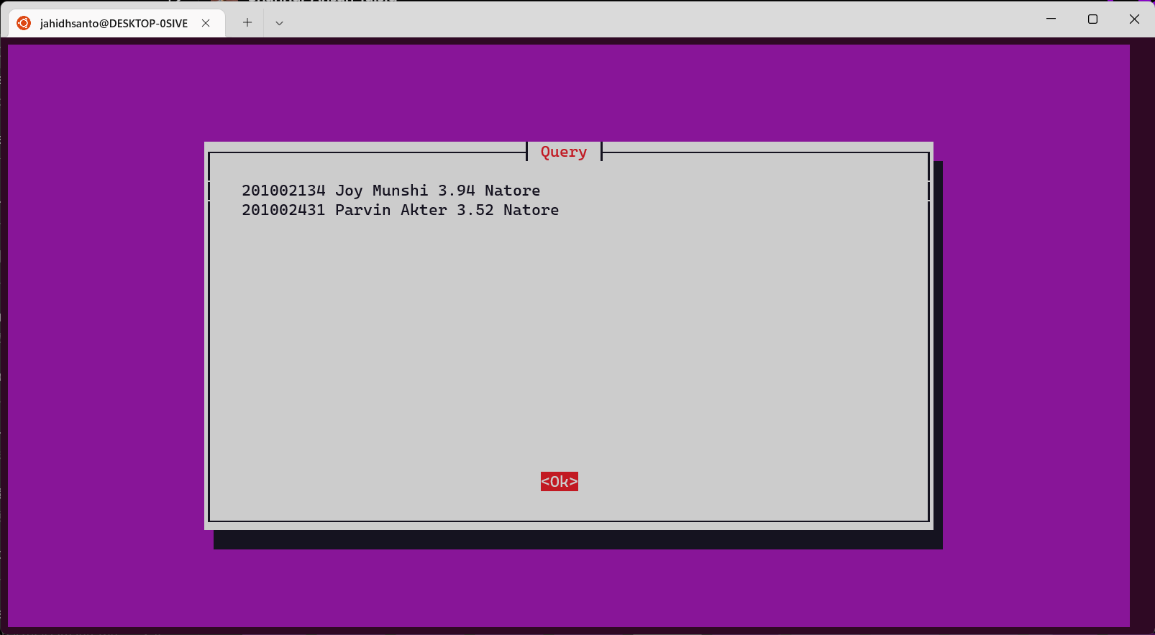 jahidhsanto@DESKTOP-0SIVE
Query
201002134 Joy Munshi 3.94 Natore
201002431 Parvin Akter 3.52 Natore
<Ok>